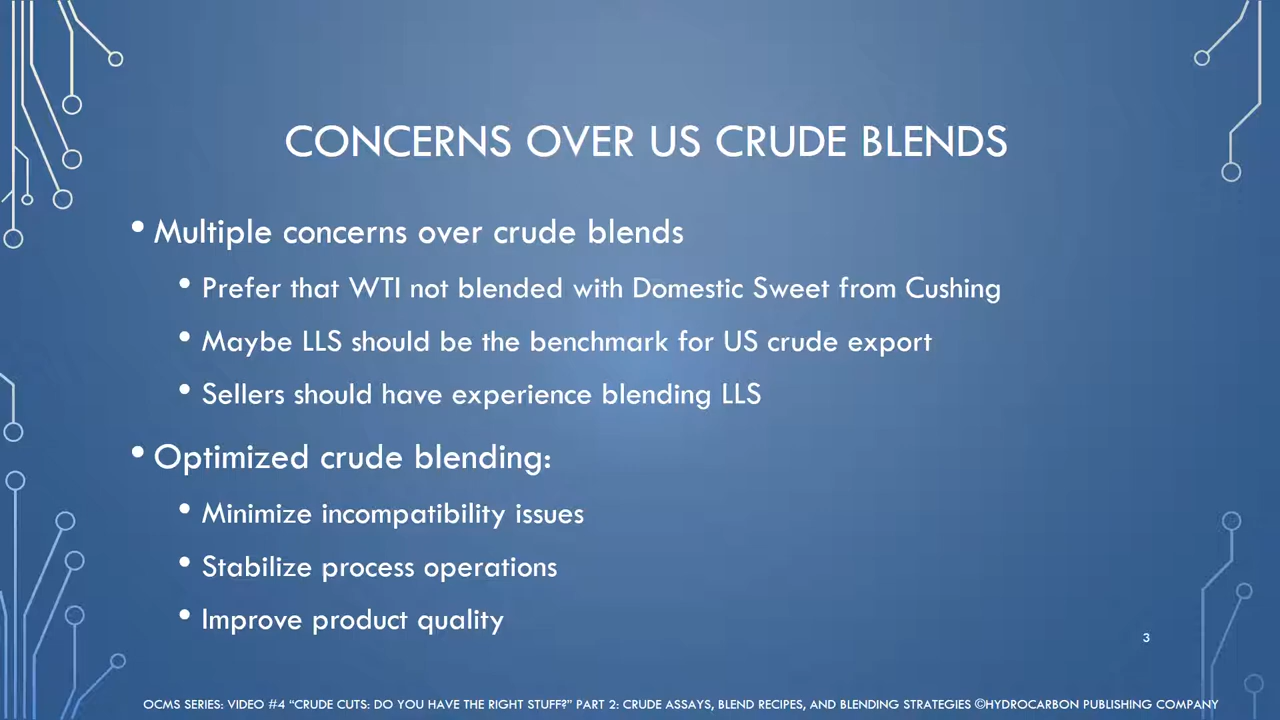 CONCERNS OVER US CRUDE BLENDS
• Multiple concerns over crude blends
• Prefer that WTI not blended with Domestic Sweet from Cushing
• Maybe LLS should be the benchmark for US crude export
• Sellers should have experience blending LLS
• Optimized crude blending:
• Minimize incompatibility issues
• Stabilize process operations
• Improve product quality
3
OCMS SERIES: VIDEO #4 “CRUDE CUTS: DO YOU HAVE THE RIGHT STUFF?” PART 2: CRUDE ASSAYS, BLEND RECIPES, AND BLENDING STRATEGIES ©HYDROCARBON PUBLISHING COMPANY